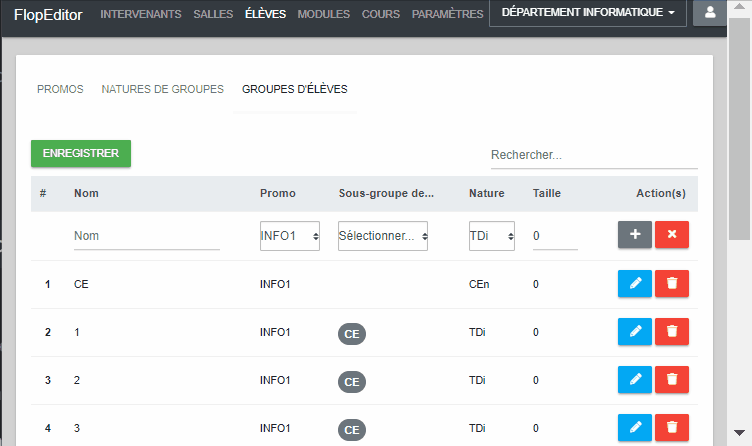 FlopEditor INTERVENANTS SALLES ÉLÈVES MODULES COURS PARAMÈTRES DÉPARTEMENT INFORMATIQUE
PROMOS NATURES DE GROUPES GROUPES D'ÉLÈVES
ENREGISTRER Rechercher...
# Nom Promo Sous-groupe de... Nature Taille Action(s)
Nom INFO1 Sélectionner... TDi 0
1 CE INFO1 CEn 0
2 1 INFO1 CE TDi 0
3 2 INFO1 CE TDi 0
4 3 INFO1 CE TDi 0